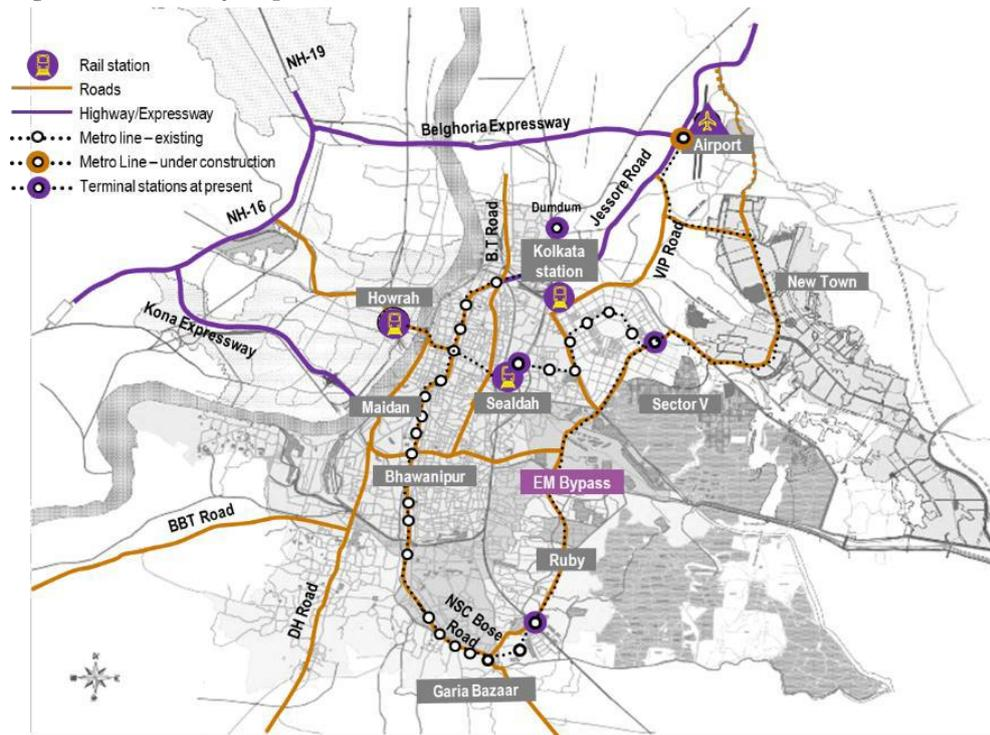 NH-19
Rail station
Roads
Highway/Expressway
Metro line – existing
Metro Line – under construction
Terminal stations at present
Belghoria Expressway
Airport
Jessore Road
B.T Road
Dumdum
Kolkata
station
VIP Road
NH-16
New Town
Howrah
Kona Expressway
Maidan
Sealdah
Sector V
Bhawanipur
EM Bypass
BBT Road
Ruby
DH Road
NSC Bose
Road
Garia Bazaar